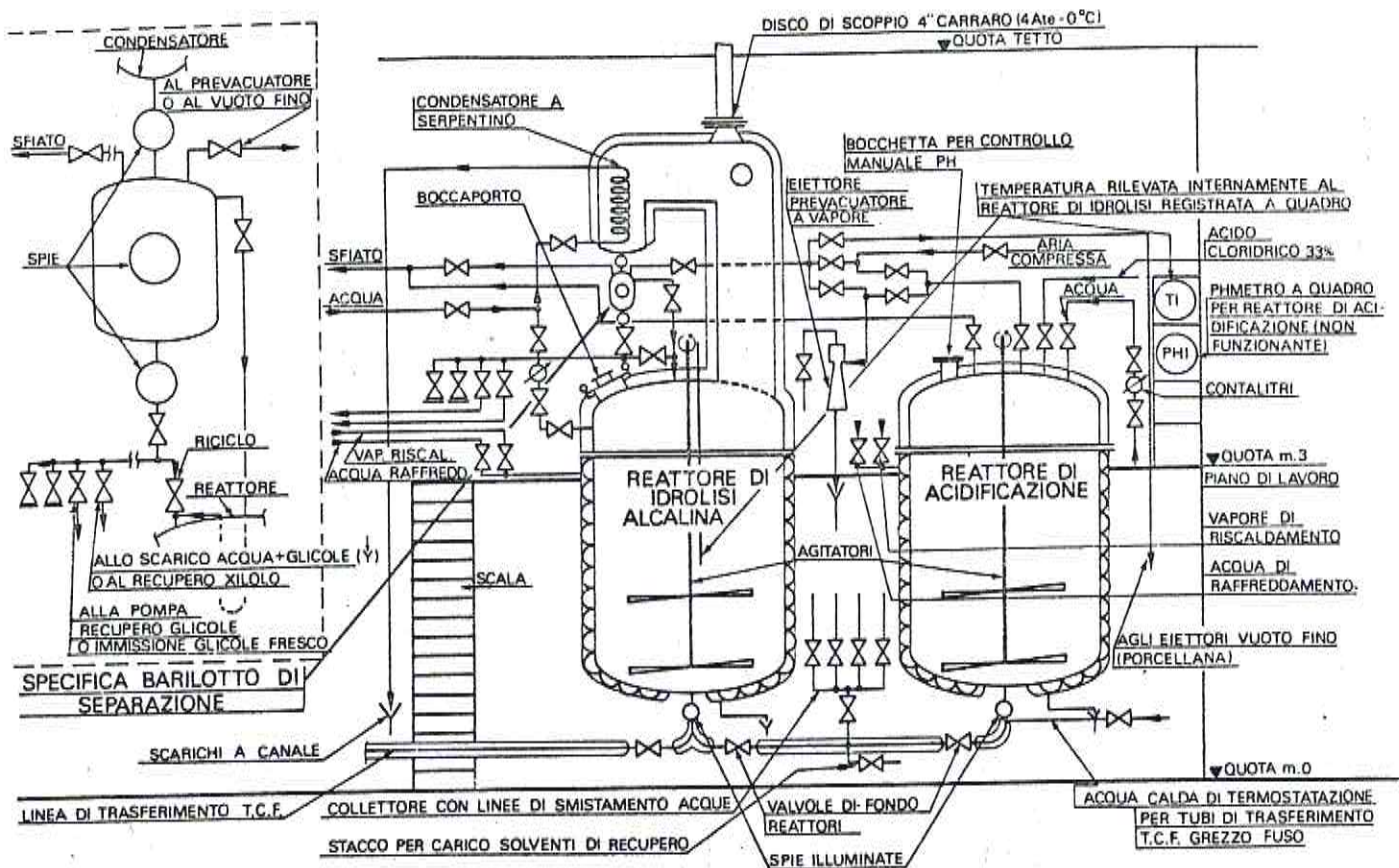 DISCO DI SCOPPIO 4" CARRARO (4Ate-0°C)
QUOTA TETTO
CONDENSATORE
AL PREVACUATORE
O AL VUOTO FINO
SFIATO
SPIE
RICICLO
REATTORE
ALLO SCARICO ACQUA+GLICOLE
O AL RECUPERO XILOLO
ALLA POMPA
RECUPERO GLICOLE
O IMMISSIONE GLICOLE FRESCO
SPECIFICA BARILOTTO DI
SEPARAZIONE
CONDENSATORE A
SERPENTINO
BOCCAPORTO
SFIATO
ACQUA
VAP. RISCAL.
ACQUA RAFFREDD.
EIETTORE
PREVACUATORE
A VAPORE
BOCCHETTA PER CONTROLLO
MANUALE PH
TEMPERATURA RILEVATA INTERNAMENTE AL
REATTORE DI IDROLISI REGISTRATA A QUADRO
ARIA
COMPRESSA
ACQUA
ACIDO
CLORIDRICO 33%
TI
PHI
PHMETRO A QUADRO
PER REATTORE DI ACI-
DIFICAZIONE (NON
FUNZIONANTE)
CONTALITRI
QUOTA m.3
PIANO DI LAVORO
VAPORE DI
RISCALDAMENTO
ACQUA DI
RAFFREDDAMENTO.
REATTORE DI
IDROLISI
ALCALINA
REATTORE DI
ACIDIFICAZIONE
AGITATORI
SCALA
AGLI EIETTORI VUOTO FINO
(PORCELLANA)
SCARICHI A CANALE
QUOTA m.0
LINEA DI TRASFERIMENTO T.C.F.
COLLETTORE CON LINEE DI SMISTAMENTO ACQUE
VALVOLE DI FONDO
REATTORI
STACCO PER CARICO SOLVENTI DI RECUPERO
SPIE ILLUMINATE
ACQUA CALDA DI TERMOSTATAZIONE
PER TUBI DI TRASFERIMENTO
T.C.F. GREZZO FUSO